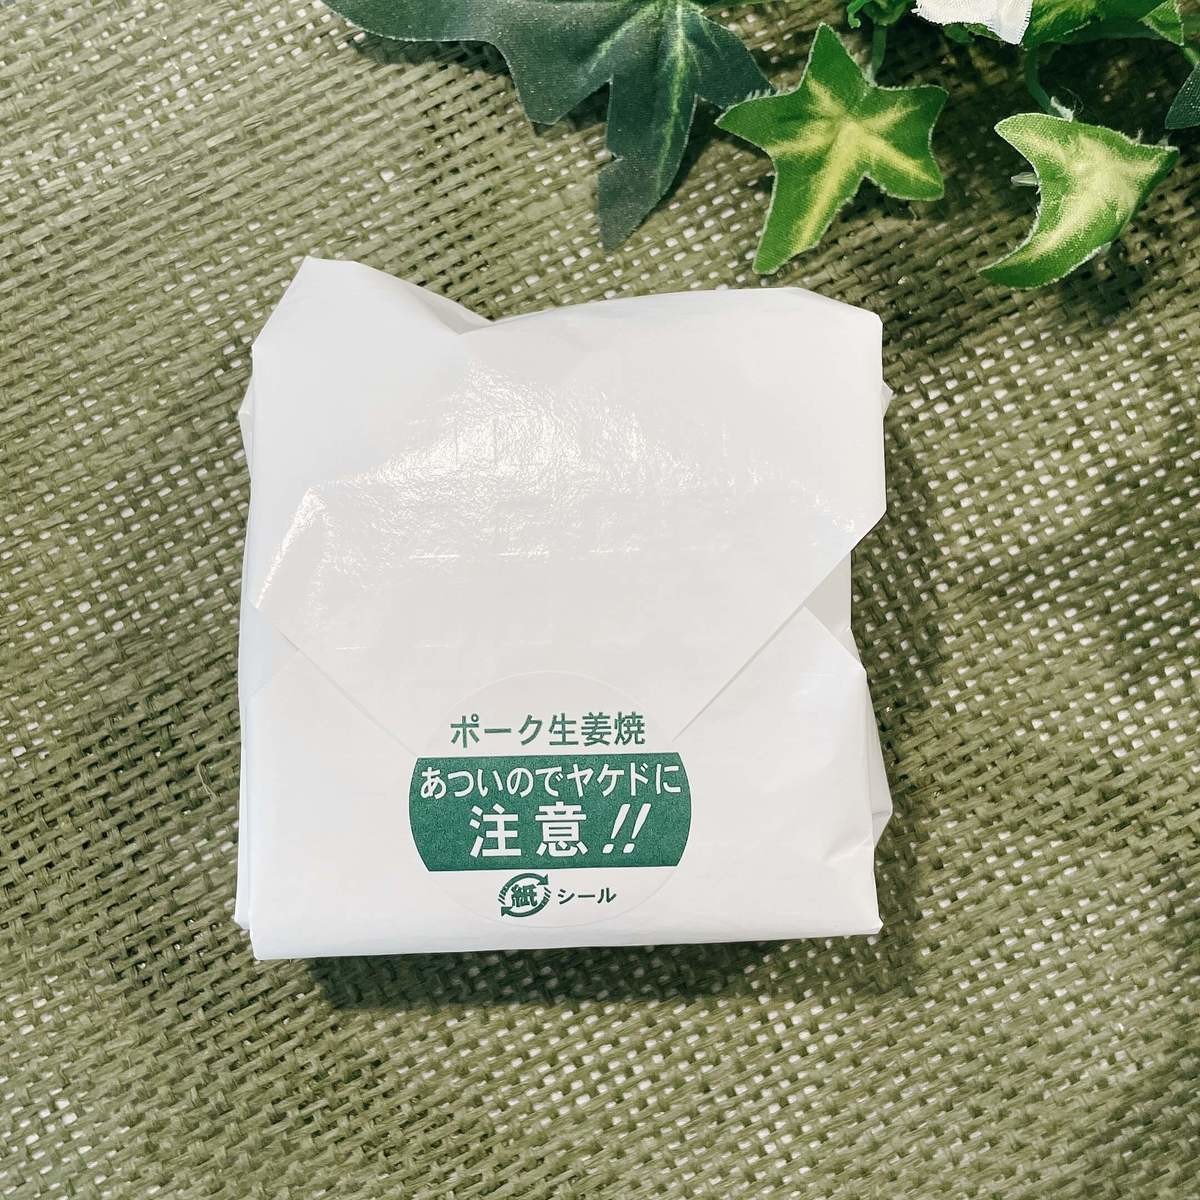 ポーク生姜焼
あついのでヤケドに
注意!!
紙 シール